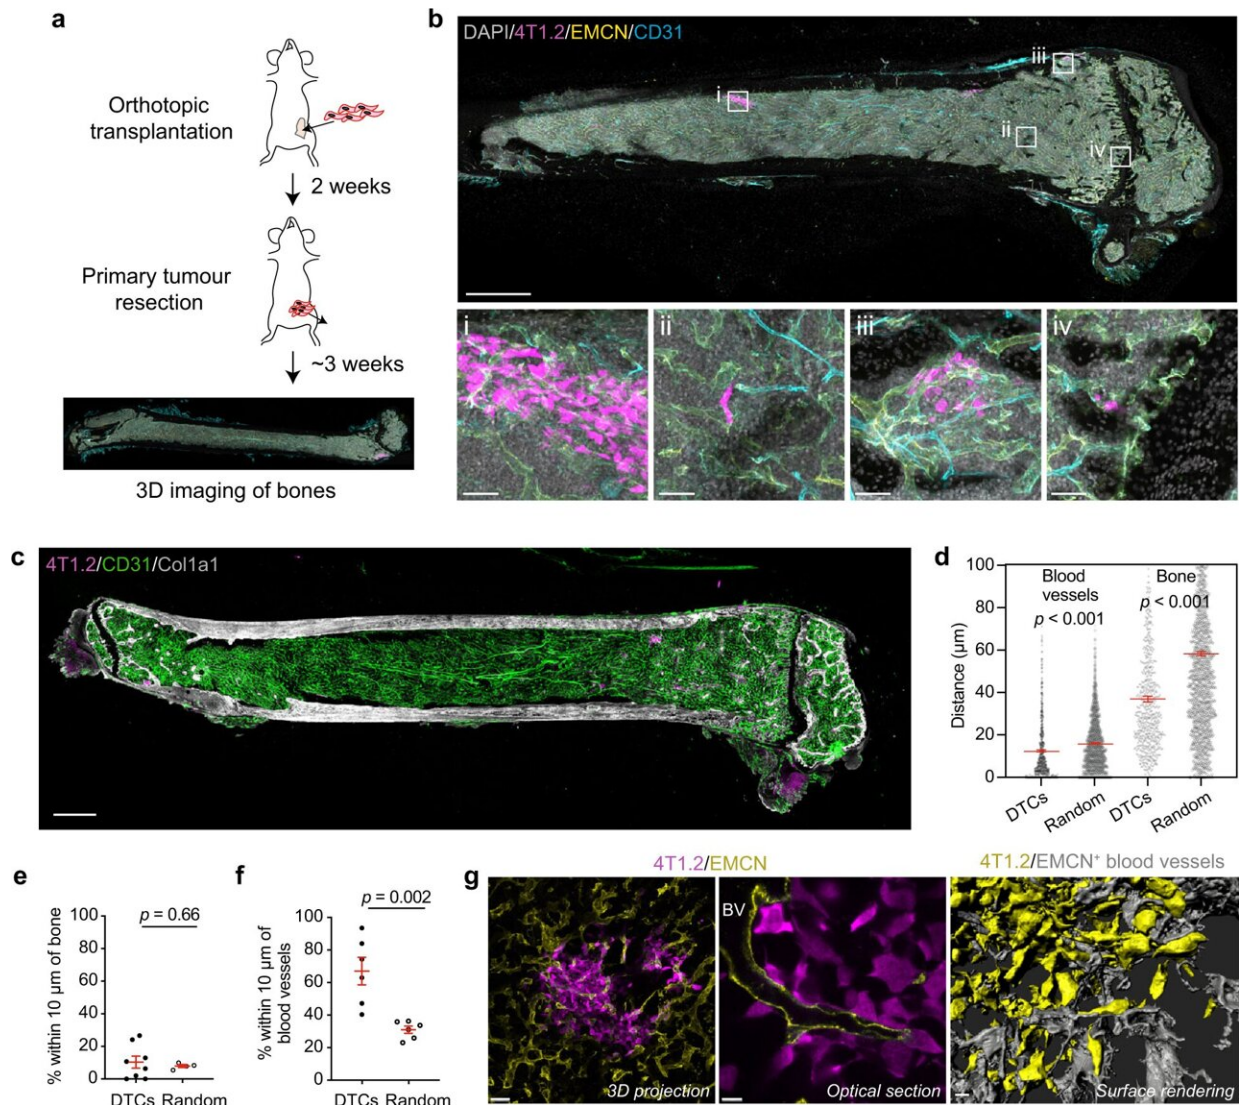 a
Orthotopic
transplantation
2 weeks
Primary tumour
resection
~3 weeks
3D imaging of bones
b
DAPI/4T1.2/EMCN/CD31
i
ii
iii
iv
i
ii
iii
iv
c
4T1.2/CD31/Col1a1
d
Distance (µm)
100
80
60
40
20
0
Blood
vessels
p < 0.001
Bone
p < 0.001
DTCs
Random
DTCs
Random
e
% within 10 µm of bone
100
80
60
40
20
0
p = 0.66
DTCs Random
f
% within 10 µm of
blood vessels
100
80
60
40
20
0
p = 0.002
DTCs Random
g
4T1.2/EMCN
4T1.2/EMCN⁺ blood vessels
BV
3D projection
Optical section
Surface rendering